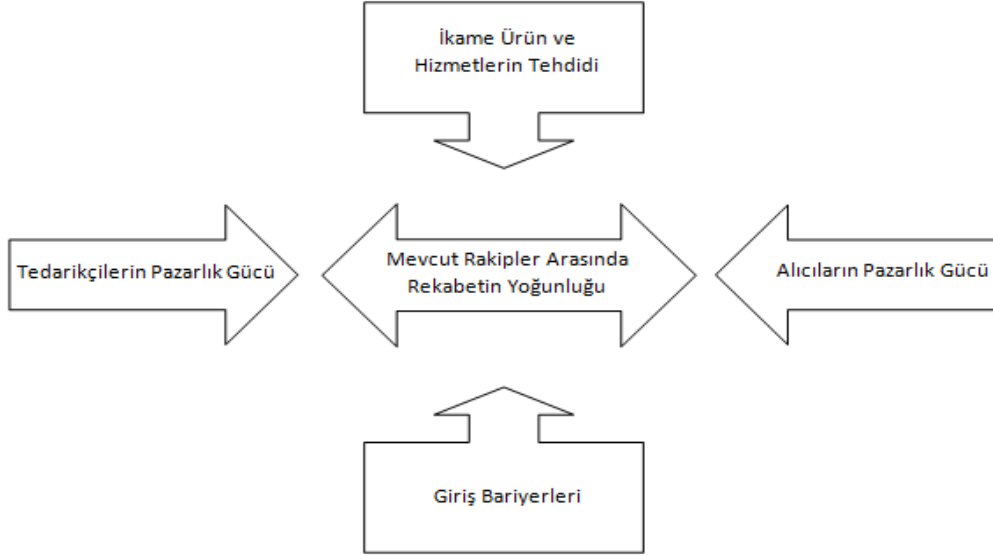 İkame Ürün ve
Hizmetlerin Tehdidi
Tedarikçilerin Pazarlık Gücü
Mevcut Rakipler Arasında
Rekabetin Yoğunluğu
Alıcıların Pazarlık Gücü
Giriş Bariyerleri